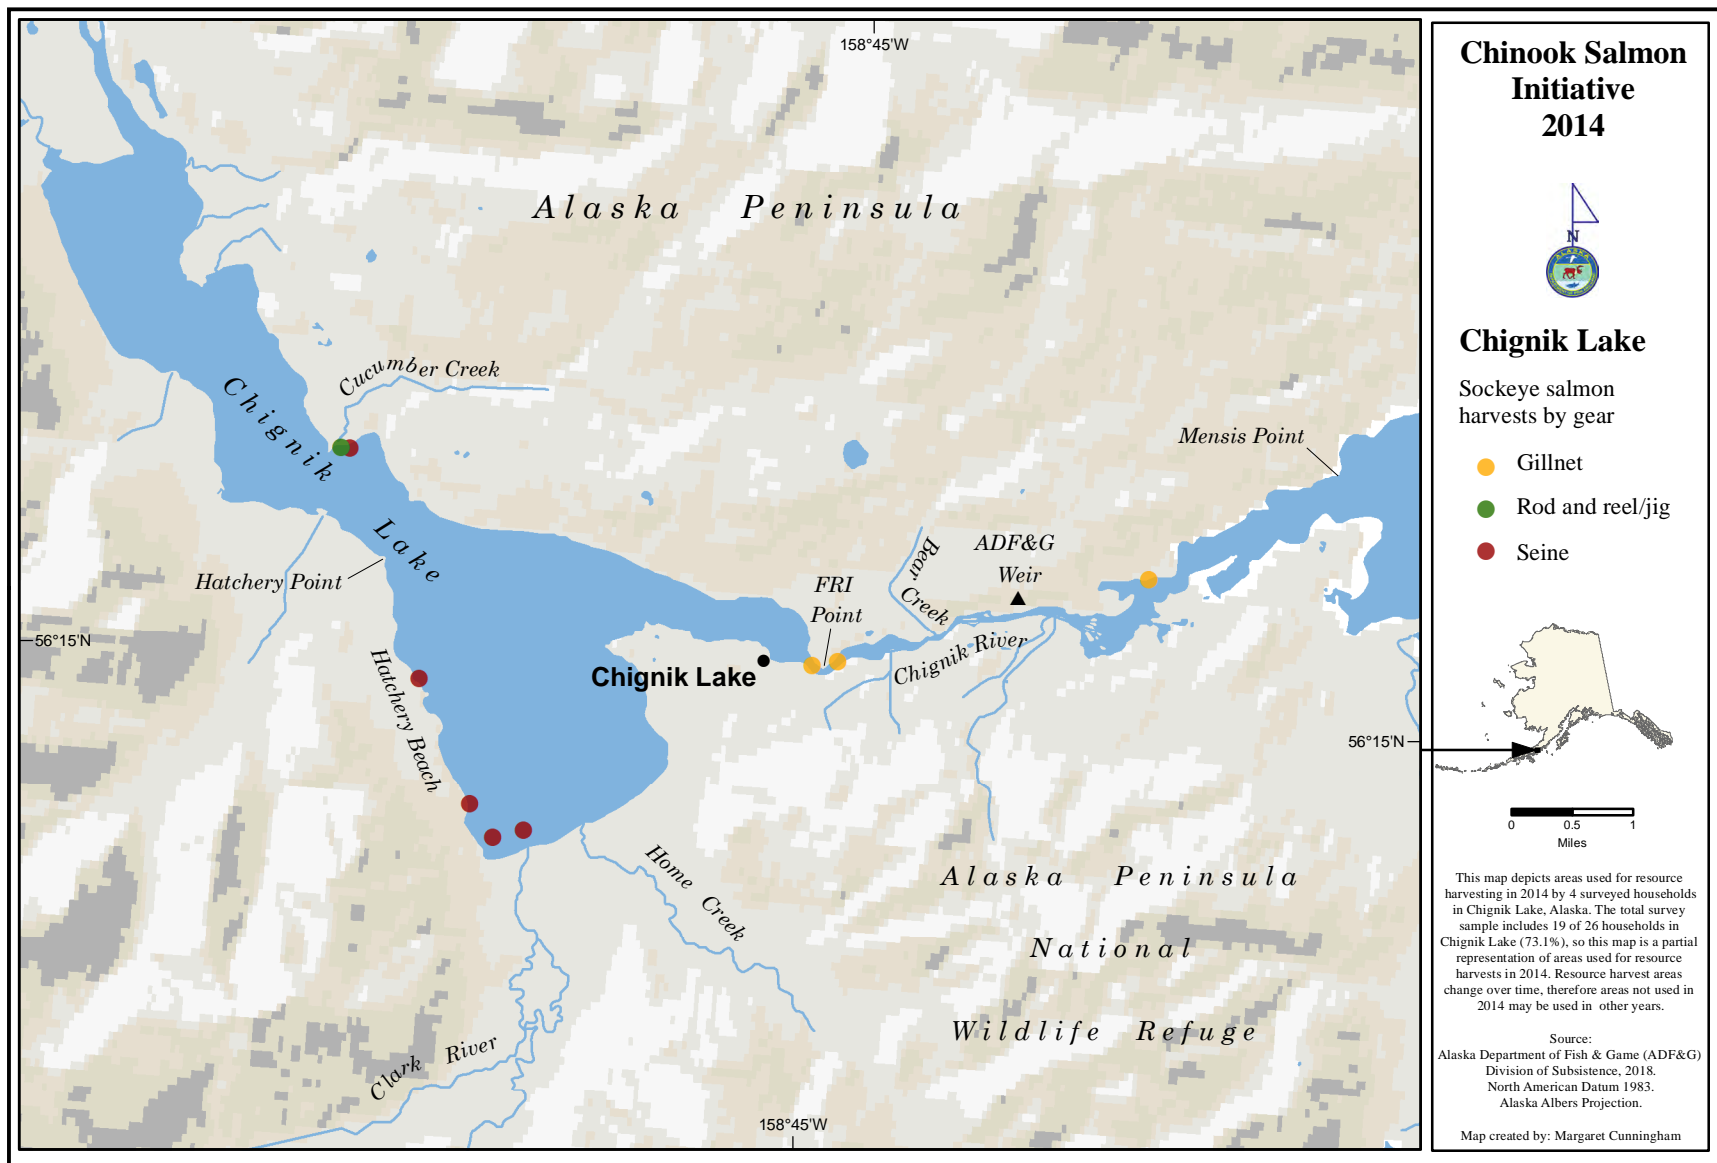 158°45'W
Alaska Peninsula
Cucumber Creek
Chignik
Lake
Mensis Point
Hatchery Point
Bear
Creek
ADF&G
Weir
FRI
Point
56°15'N
Chignik River
Chignik Lake
Hatchery Beach
56°15'N
Home
Creek
Alaska Peninsula
National
Wildlife Refuge
Clark River
158°45'W
Chinook Salmon
Initiative
2014
N
ALASKA
Chignik Lake
Sockeye salmon
harvests by gear
Gillnet
Rod and reel/jig
Seine
0 0.5 1
Miles
This map depicts areas used for resource
harvesting in 2014 by 4 surveyed households
in Chignik Lake, Alaska. The total survey
sample includes 19 of 26 households in
Chignik Lake (73.1%), so this map is a partial
representation of areas used for resource
harvests in 2014. Resource harvest areas
change over time, therefore areas not used in
2014 may be used in other years.
Source:
Alaska Department of Fish & Game (ADF&G)
Division of Subsistence, 2018.
North American Datum 1983.
Alaska Albers Projection.
Map created by: Margaret Cunningham